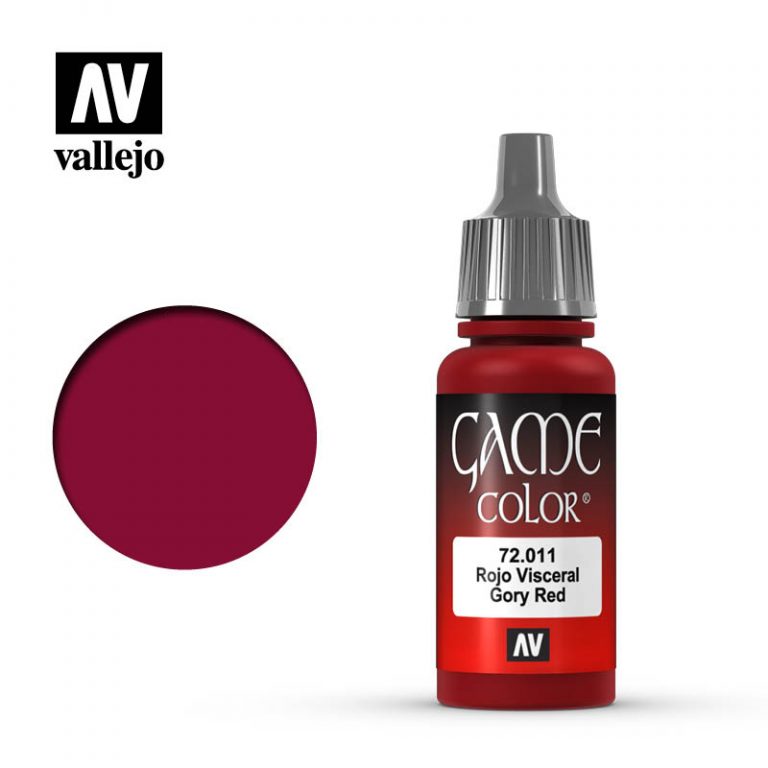 AV
vallejo
GAME
COLOR®
72.011
Rojo Visceral
Gory Red
AV